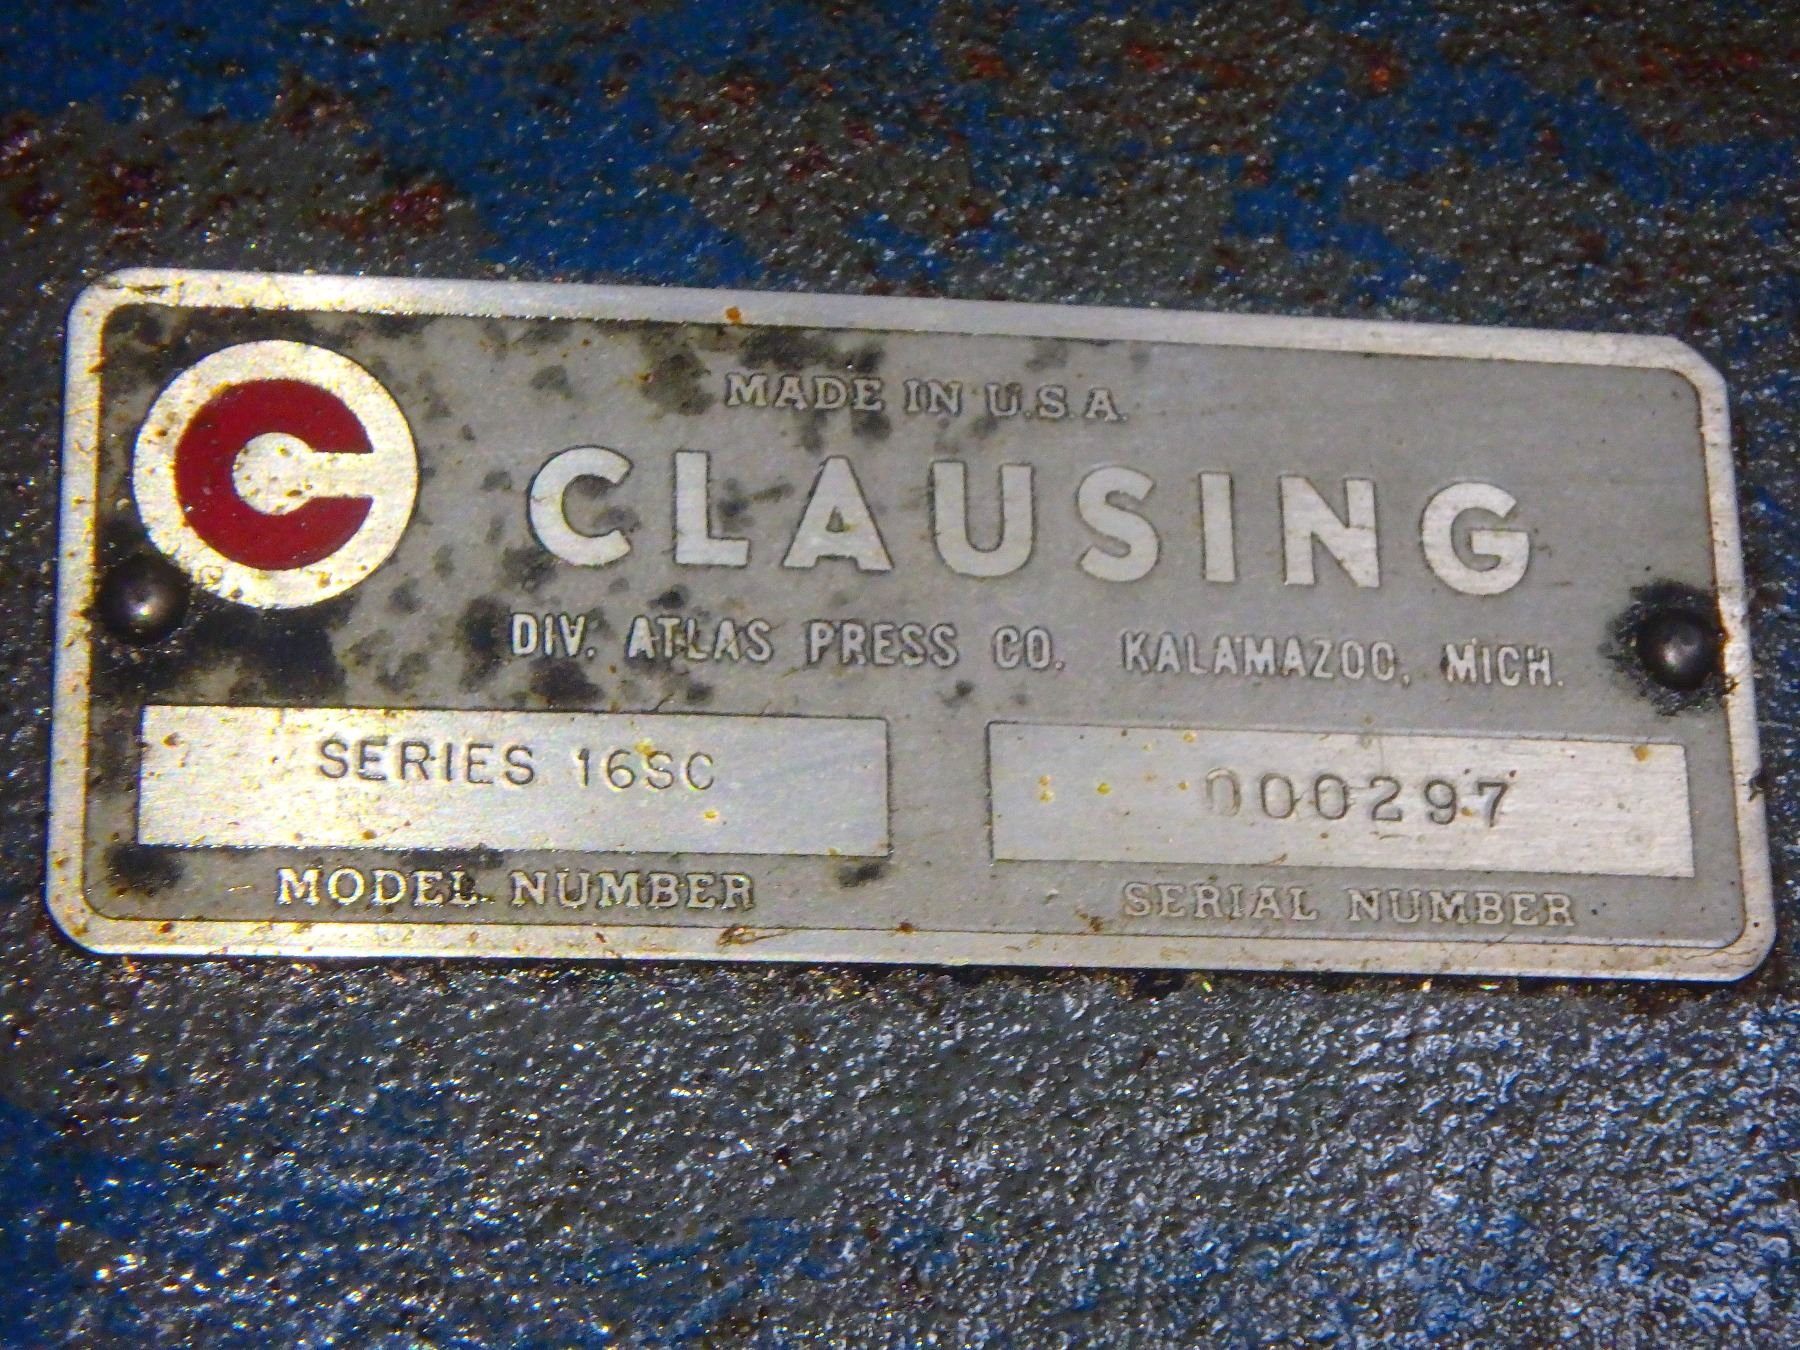 MADE IN U.S.A.
C CLAUSING
DIV. ATLAS PRESS CO. KALAMAZOO, MICH.
SERIES 16SC
000297
MODEL NUMBER
SERIAL NUMBER